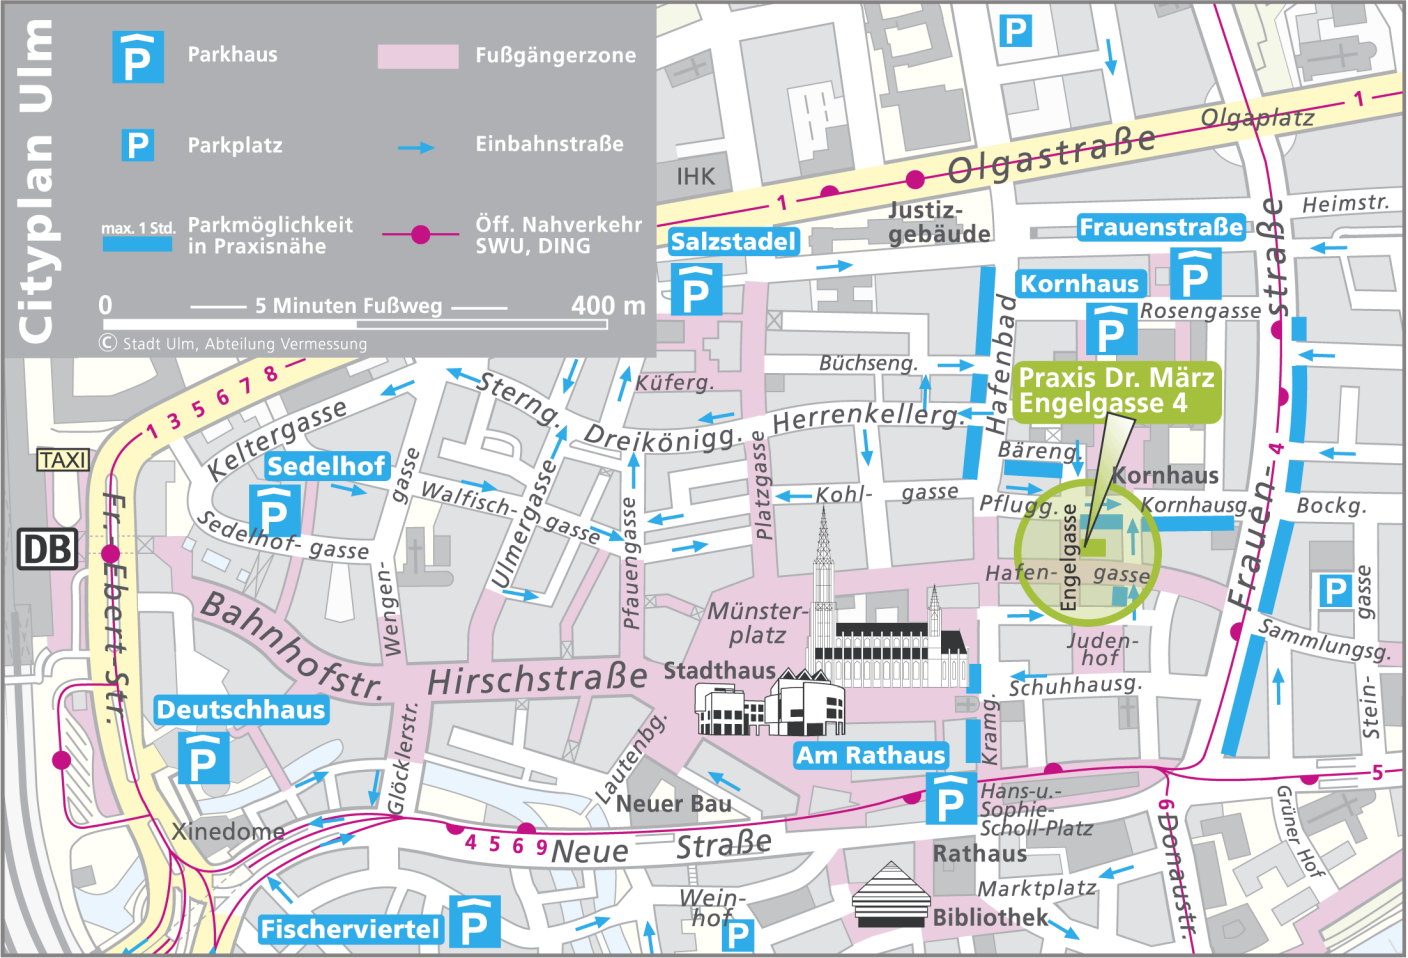 Cityplan Ulm
P
Parkhaus
Fußgängerzone
P
Parkplatz
Einbahnstraße
max. 1 Std.
Parkmöglichkeit
in Praxisnähe
Öff. Nahverkehr
SWU, DING
0
5 Minuten Fußweg
400 m
© Stadt Ulm, Abteilung Vermessung
P
1
Olgaplatz
Olgastraße
IHK
1
Justiz-
gebäude
Heimstr.
Salzstadel
P
Frauenstraße
P
Kornhaus
P
Rosengasse
Frauen-
straße
Hafenbad
Büchseng.
Küferg.
Praxis Dr. März
Engelgasse 4
1 3 5 6 7 8
Sterng.
Keltergasse
Dreikönigg.
Herrenkellerg.
Bäreng.
Kornhaus
4
TAXI
Sedelhof
P
gasse
Wengen-
Walfisch-
gasse
Ulmergasse
Platzgasse
Kohl-
gasse
Pflugg.
Kornhausg.
Bockg.
Sedelhof-
gasse
Pfauengasse
Engelgasse
DB
Fr.-Ebert-Str.
Hafen-
gasse
P
gasse
Stein-
Bahnhofstr.
Münster-
platz
Juden-
hof
Sammlungsg.
Hirschstraße
Stadthaus
Schuhhausg.
Deutschhaus
P
Glöcklerstr.
Lautenbg.
Kramg.
Am Rathaus
P
5
Neuer Bau
Hans-u.-
Sophie-
Scholl-Platz
6
Donaustr.
Grüner Hof
Xinedome
4 5 6 9
Neue
Straße
Rathaus
Marktplatz
Wein-
hof
P
Bibliothek
Fischerviertel
P